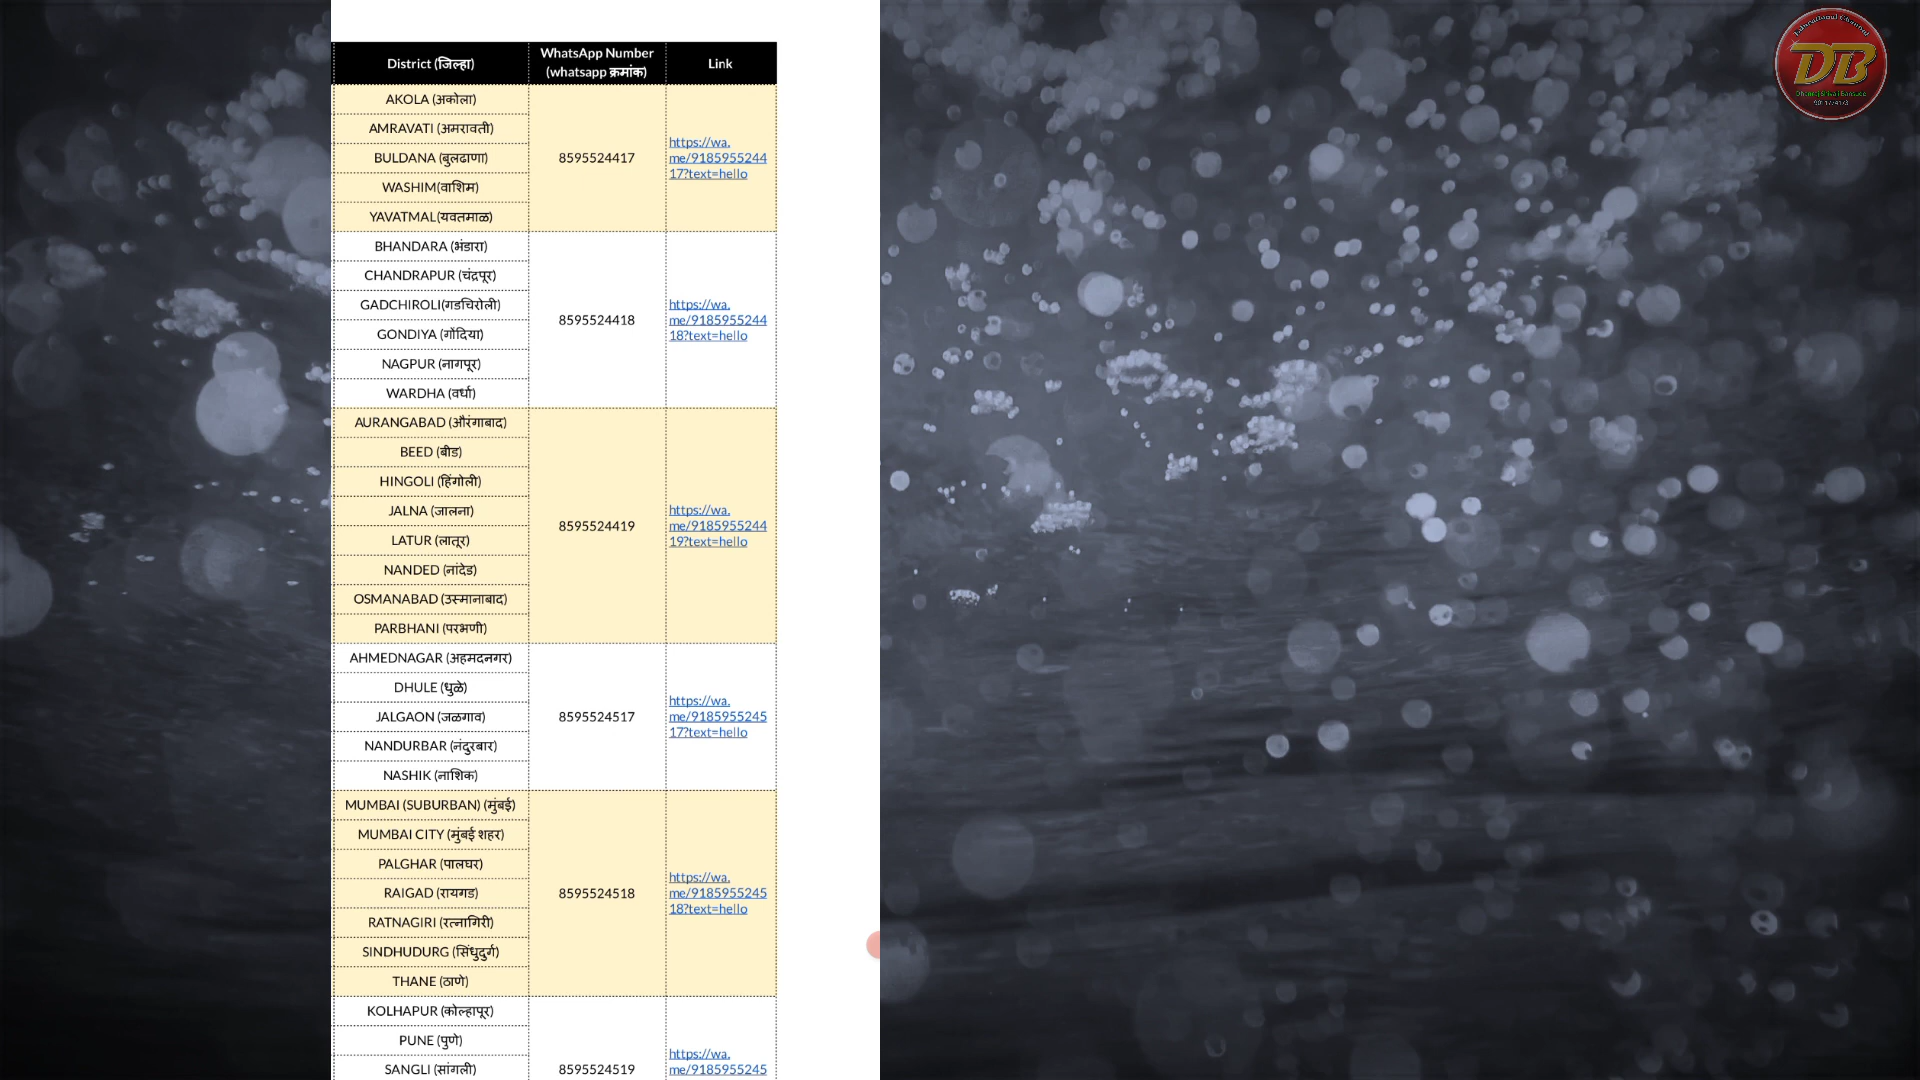 District (जिल्हा)
WhatsApp Number
(whatsapp क्रमांक)
Link
AKOLA (अकोला)
AMRAVATI (अमरावती)
BULDANA (बुलढाणा)
WASHIM(वाशिम)
YAVATMAL(यवतमाळ)
8595524417
https://wa.
me/9185955244
17?text=hello
BHANDARA (भंडारा)
CHANDRAPUR (चंद्रपूर)
GADCHIROLI(गडचिरोली)
GONDIYA (गोंदिया)
NAGPUR (नागपूर)
WARDHA (वर्धा)
8595524418
https://wa.
me/9185955244
18?text=hello
AURANGABAD (औरंगाबाद)
BEED (बीड)
HINGOLI (हिंगोली)
JALNA (जालना)
LATUR (लातूर)
NANDED (नांदेड)
OSMANABAD (उस्मानाबाद)
PARBHANI (परभणी)
8595524419
https://wa.
me/9185955244
19?text=hello
AHMEDNAGAR (अहमदनगर)
DHULE (धुळे)
JALGAON (जळगाव)
NANDURBAR (नंदुरबार)
NASHIK (नाशिक)
8595524517
https://wa.
me/9185955245
17?text=hello
MUMBAI (SUBURBAN) (मुंबई)
MUMBAI CITY (मुंबई शहर)
PALGHAR (पालघर)
RAIGAD (रायगड)
RATNAGIRI (रत्नागिरी)
SINDHUDURG (सिंधुदुर्ग)
THANE (ठाणे)
8595524518
https://wa.
me/9185955245
18?text=hello
KOLHAPUR (कोल्हापूर)
PUNE (पुणे)
SANGLI (सांगली)
8595524519
https://wa.
me/9185955245
Educational Channel
DB